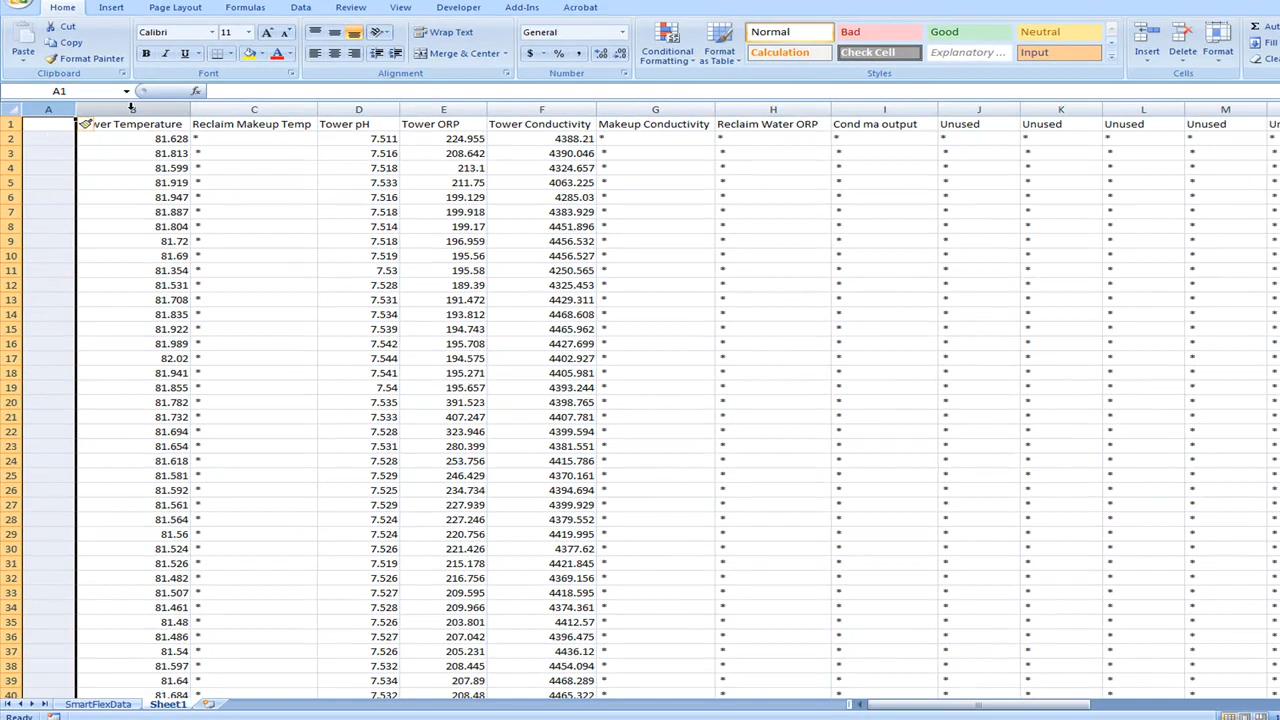 Home Insert Page Layout Formulas Data Review View Developer Add-Ins Acrobat
Cut Calibri 11 A A Wrap Text General Normal Bad Good Neutral
Paste Copy Conditional Formatting Format as Table Insert Delete Format Fill
Format Painter B I U A Merge & Center $ % , Calculation Check Cell Explanatory ... Input
Clipboard Font Alignment Number Styles Cells
A1 fx
A B C D E F G H I J K L M
1 wer Temperature Reclaim Makeup Temp Tower pH Tower ORP Tower Conductivity Makeup Conductivity Reclaim Water ORP Cond ma output Unused Unused Unused Unused
2 81.628 * 7.511 224.955 4388.21 * * * * * * * *
3 81.813 * 7.516 208.642 4390.046 * * * * * * * *
4 81.599 * 7.518 213.1 4324.657 * * * * * * * *
5 81.919 * 7.533 211.75 4063.225 * * * * * * * *
6 81.947 * 7.516 199.129 4285.03 * * * * * * * *
7 81.887 * 7.518 199.918 4383.929 * * * * * * * *
8 81.804 * 7.514 199.17 4451.896 * * * * * * * *
9 81.72 * 7.518 196.959 4456.532 * * * * * * * *
10 81.69 * 7.519 195.56 4456.527 * * * * * * * *
11 81.354 * 7.53 195.58 4250.565 * * * * * * * *
12 81.531 * 7.528 189.39 4325.453 * * * * * * * *
13 81.708 * 7.531 191.472 4429.311 * * * * * * * *
14 81.835 * 7.534 193.812 4468.608 * * * * * * * *
15 81.922 * 7.539 194.743 4465.962 * * * * * * * *
16 81.989 * 7.542 195.708 4427.699 * * * * * * * *
17 82.02 * 7.544 194.575 4402.927 * * * * * * * *
18 81.941 * 7.541 195.271 4405.981 * * * * * * * *
19 81.855 * 7.54 195.657 4393.244 * * * * * * * *
20 81.782 * 7.535 391.523 4398.765 * * * * * * * *
21 81.732 * 7.533 407.247 4407.781 * * * * * * * *
22 81.694 * 7.528 323.946 4399.594 * * * * * * * *
23 81.654 * 7.531 280.399 4381.551 * * * * * * * *
24 81.618 * 7.528 253.756 4415.786 * * * * * * * *
25 81.581 * 7.529 246.429 4370.161 * * * * * * * *
26 81.592 * 7.525 234.734 4394.694 * * * * * * * *
27 81.561 * 7.524 227.939 4399.929 * * * * * * * *
28 81.564 * 7.524 227.246 4379.552 * * * * * * * *
29 81.56 * 7.524 220.756 4419.995 * * * * * * * *
30 81.524 * 7.526 221.426 4377.62 * * * * * * * *
31 81.526 * 7.519 215.178 4421.845 * * * * * * * *
32 81.482 * 7.526 216.756 4369.156 * * * * * * * *
33 81.507 * 7.527 209.595 4418.595 * * * * * * * *
34 81.461 * 7.528 209.966 4374.361 * * * * * * * *
35 81.48 * 7.528 203.801 4412.57 * * * * * * * *
36 81.486 * 7.527 207.042 4396.475 * * * * * * * *
37 81.54 * 7.526 205.231 4436.12 * * * * * * * *
38 81.597 * 7.532 208.445 4454.094 * * * * * * * *
39 81.64 * 7.534 207.89 4468.289 * * * * * * * *
40 81.684 * 7.532 208.48 4465.322 * * * * * * * *
SmartFlexData Sheet1
Ready